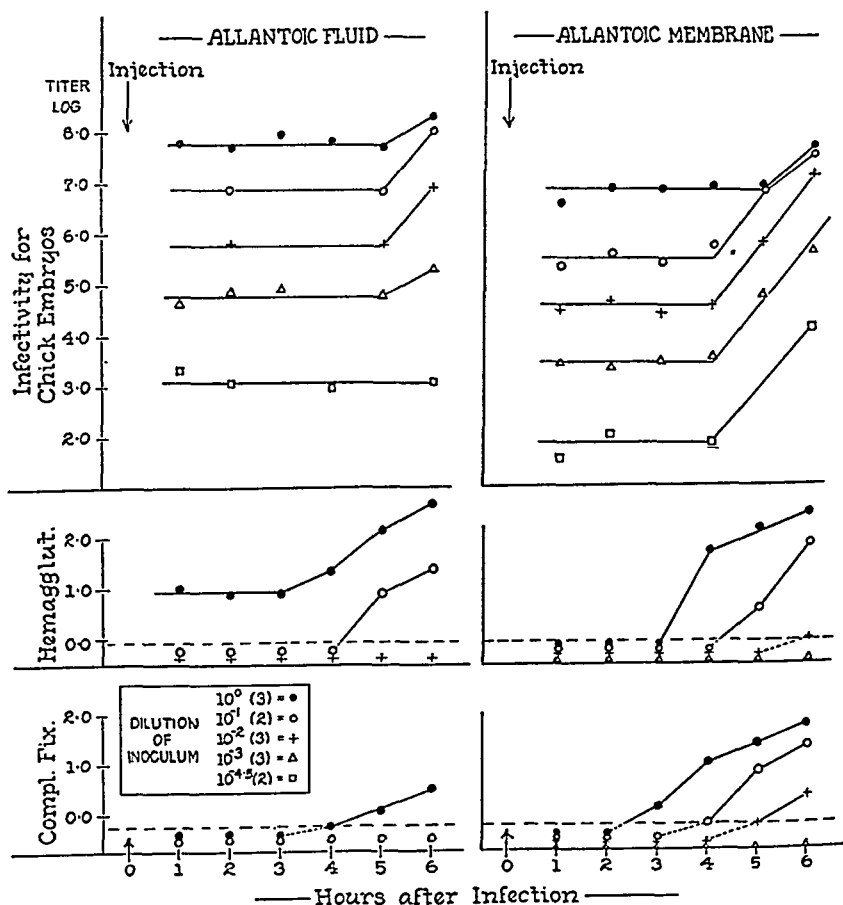 ALLANTOIC FLUID
ALLANTOIC MEMBRANE
Injection
Injection
TITER
LOG
8.0
7.0
6.0
5.0
4.0
3.0
2.0
Infectivity for
Chick Embryos
2.0
1.0
0.0
Hemagglut.
2.0
1.0
0.0
Compl. Fix.
DILUTION
OF
INOCULUM
10⁰ (3) = ●
10⁻¹ (2) = ○
10⁻² (3) = +
10⁻³ (3) = △
10⁻⁴·⁵ (2) = □
0 1 2 3 4 5 6
0 1 2 3 4 5 6
Hours after Infection